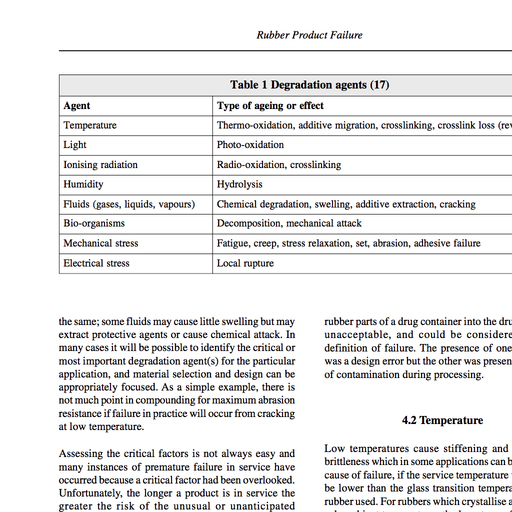 Rubber Product Failure
Table 1 Degradation agents (17)
Agent Type of ageing or effect
Temperature Thermo-oxidation, additive migration, crosslinking, crosslink loss (rev
Light Photo-oxidation
Ionising radiation Radio-oxidation, crosslinking
Humidity Hydrolysis
Fluids (gases, liquids, vapours) Chemical degradation, swelling, additive extraction, cracking
Bio-organisms Decomposition, mechanical attack
Mechanical stress Fatigue, creep, stress relaxation, set, abrasion, adhesive failure
Electrical stress Local rupture
the same; some fluids may cause little swelling but may
extract protective agents or cause chemical attack. In
many cases it will be possible to identify the critical or
most important degradation agent(s) for the particular
application, and material selection and design can be
appropriately focused. As a simple example, there is
not much point in compounding for maximum abrasion
resistance if failure in practice will occur from cracking
at low temperature.
Assessing the critical factors is not always easy and
many instances of premature failure in service have
occurred because a critical factor had been overlooked.
Unfortunately, the longer a product is in service the
greater the risk of the unusual or unanticipated
rubber parts of a drug container into the dru
unacceptable, and could be considere
definition of failure. The presence of one
was a design error but the other was presen
of contamination during processing.
4.2 Temperature
Low temperatures cause stiffening and
brittleness which in some applications can b
cause of failure, if the service temperature
be lower than the glass transition tempera
rubber used. For rubbers which crystallise a